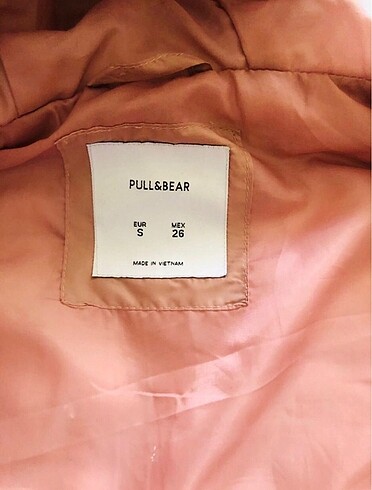 PULL&BEAR
EUR MEX
S 26
MADE IN VIETNAM